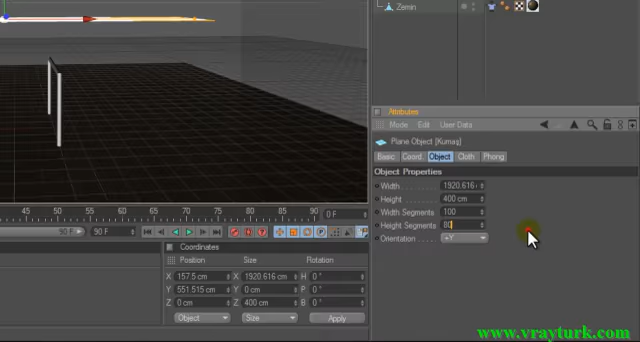 Zemin
Attributes
Mode Edit User Data
Plane Object [Kumaş]
Basic Coord. Object Cloth Phong
Object Properties
Width 1920.616
Height 400 cm
Width Segments 100
Height Segments 80
Orientation +Y
45 50 55 60 65 70 75 80 85 90 0 F
90 F 90 F
Coordinates
Position Size Rotation
X 157.5 cm X 1920.616 cm H 0 °
Y 551.515 cm Y 0 cm P 0 °
Z 0 cm Z 400 cm B 0 °
Object Size Apply
www.vrayturk.com